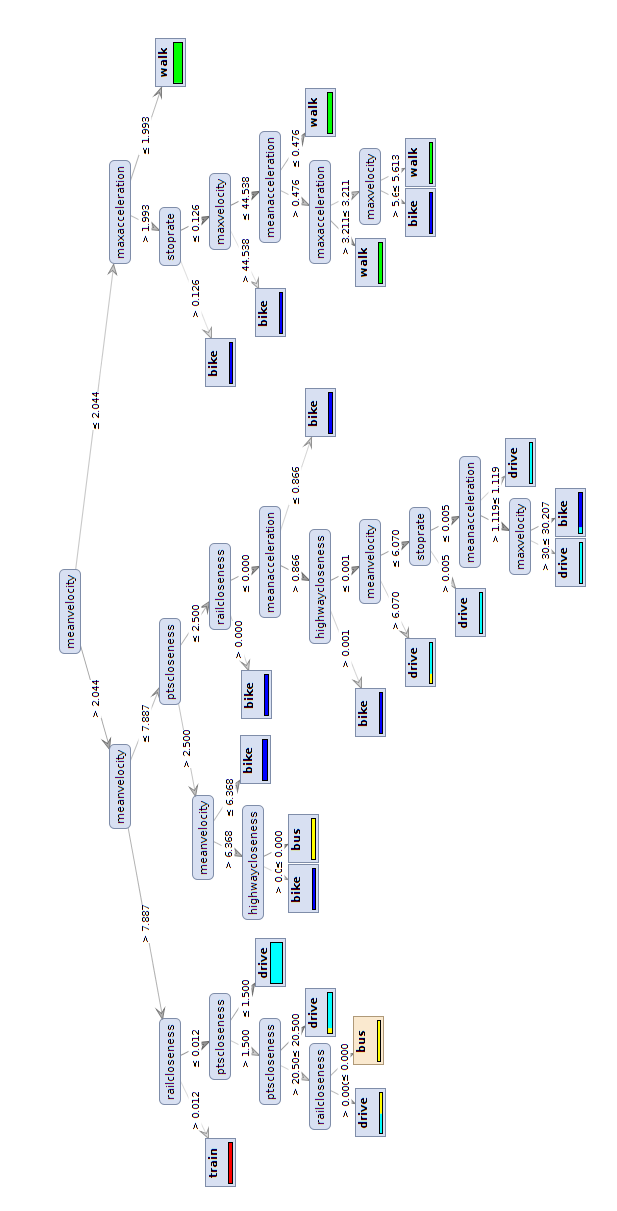 meanvelocity
> 2.044
≤ 2.044
meanvelocity
maxacceleration
> 7.887
≤ 7.887
> 1.993
≤ 1.993
railcloseness
ptscloseness
stoprate
walk
> 0.012
≤ 0.012
> 2.500
≤ 2.500
> 0.126
≤ 0.126
train
ptscloseness
meanvelocity
railcloseness
bike
maxvelocity
> 1.500
≤ 1.500
> 6.368
≤ 6.368
> 0.000
≤ 0.000
> 44.538
≤ 44.538
ptscloseness
drive
highwaycloseness
bike
bike
meanacceleration
bike
meanacceleration
> 20.50
≤ 20.500
> 0.0
≤ 0.000
> 0.866
≤ 0.866
> 0.476
≤ 0.476
railcloseness
drive
bike
bus
highwaycloseness
bike
maxacceleration
walk
> 0.00
≤ 0.000
> 0.001
≤ 0.001
> 3.211
≤ 3.211
drive
bus
bike
meanvelocity
walk
maxvelocity
> 6.070
≤ 6.070
> 5.6
≤ 5.613
drive
stoprate
bike
walk
> 0.005
≤ 0.005
drive
meanacceleration
> 1.119
≤ 1.119
maxvelocity
drive
> 30.
≤ 30.207
drive
bike